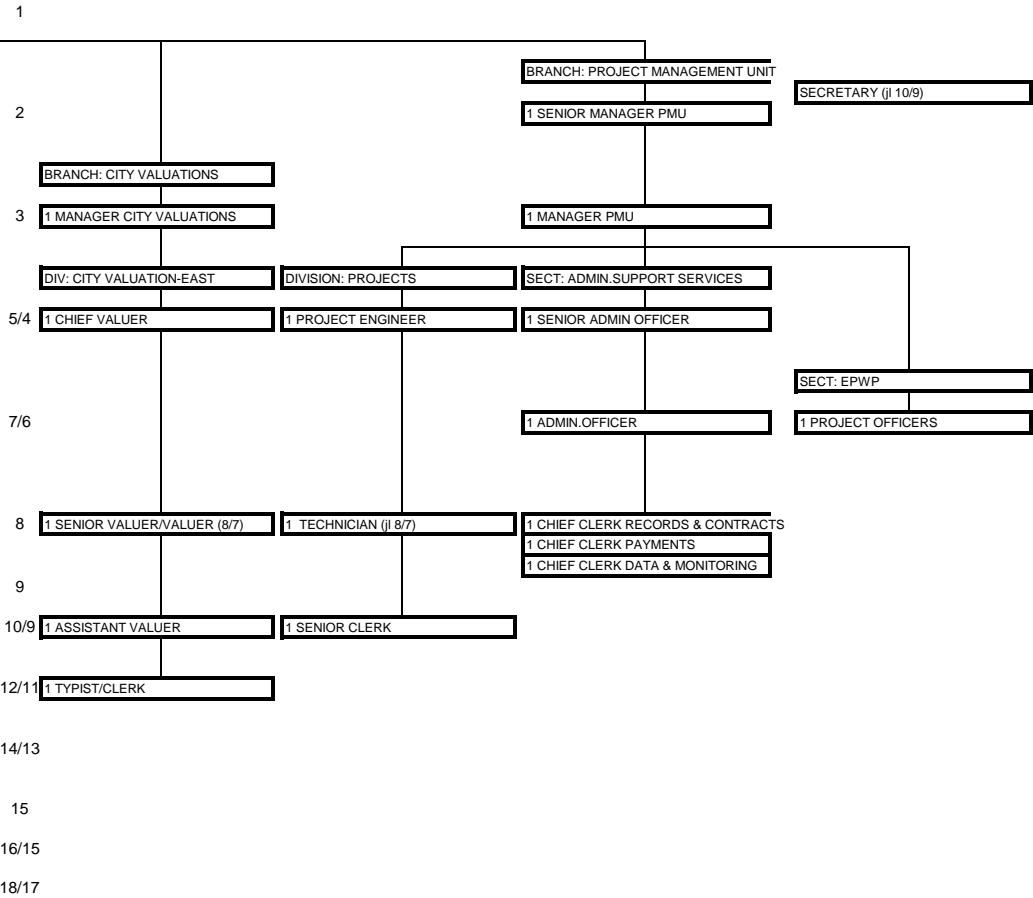 1
BRANCH: PROJECT MANAGEMENT UNIT
SECRETARY (jl 10/9)
2
1 SENIOR MANAGER PMU
BRANCH: CITY VALUATIONS
3
1 MANAGER CITY VALUATIONS
1 MANAGER PMU
DIV: CITY VALUATION-EAST
DIVISION: PROJECTS
SECT: ADMIN.SUPPORT SERVICES
5/4
1 CHIEF VALUER
1 PROJECT ENGINEER
1 SENIOR ADMIN OFFICER
SECT: EPWP
7/6
1 ADMIN.OFFICER
1 PROJECT OFFICERS
8
1 SENIOR VALUER/VALUER (8/7)
1 TECHNICIAN (jl 8/7)
1 CHIEF CLERK RECORDS & CONTRACTS
1 CHIEF CLERK PAYMENTS
1 CHIEF CLERK DATA & MONITORING
9
10/9
1 ASSISTANT VALUER
1 SENIOR CLERK
12/11
1 TYPIST/CLERK
14/13
15
16/15
18/17